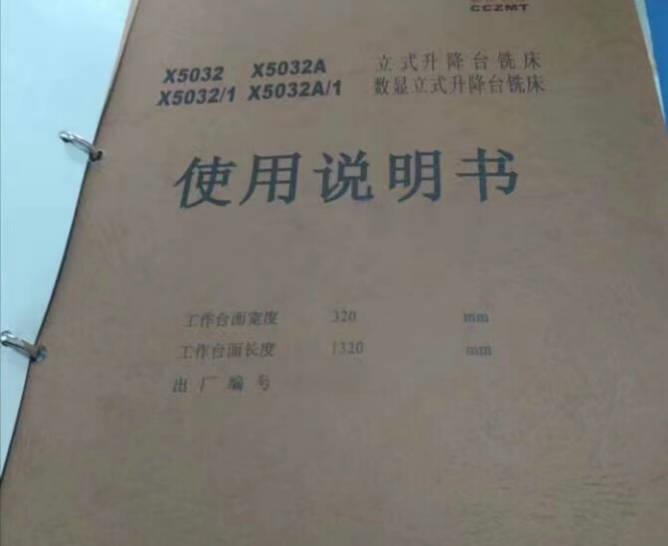 CCZMT
X5032 X5032A 立式升降台铣床
X5032/1 X5032A/1 数显立式升降台铣床
使用说明书
工作台面宽度 320 mm
工作台面长度 1320 mm
出厂编号